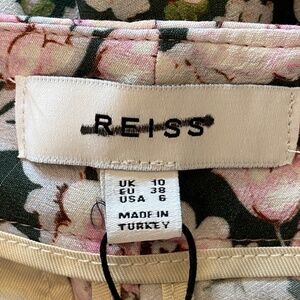 REISS
UK 10
EU 38
USA 6
MADE IN
TURKEY